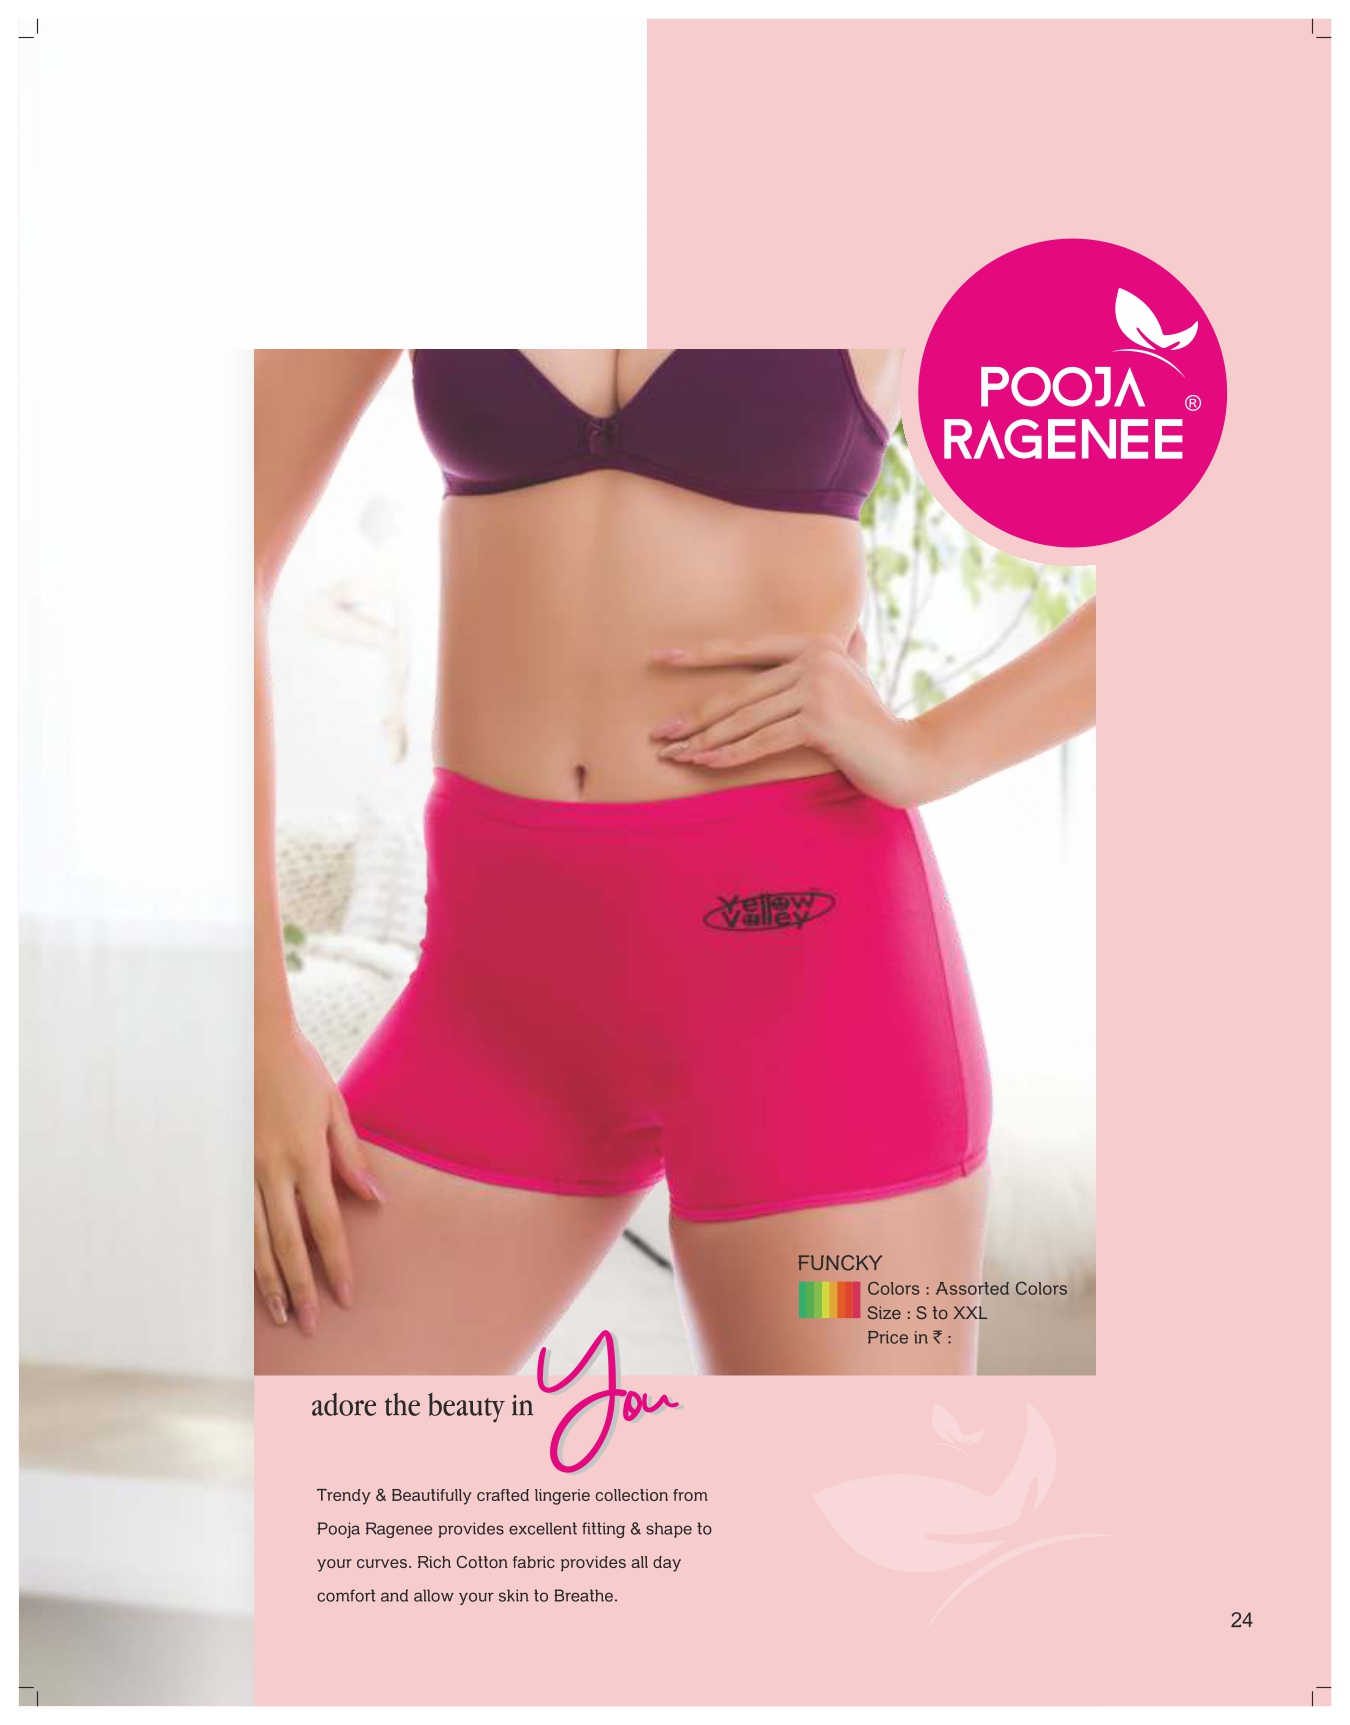 POOJA
RAGENEE ®
Yellow
Valley
FUNCKY
Colors : Assorted Colors
Size : S to XXL
Price in ₹ :
adore the beauty in You
Trendy & Beautifully crafted lingerie collection from
Pooja Ragenee provides excellent fitting & shape to
your curves. Rich Cotton fabric provides all day
comfort and allow your skin to Breathe.
24